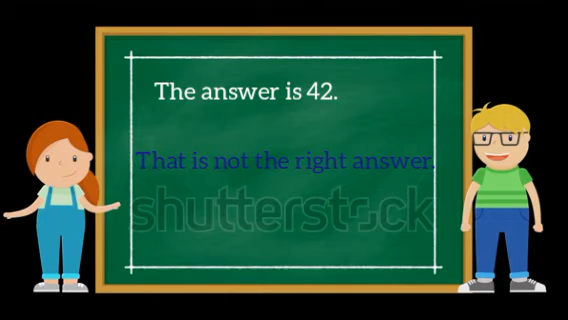 The answer is 42.
That is not the right answer.
shutterstock